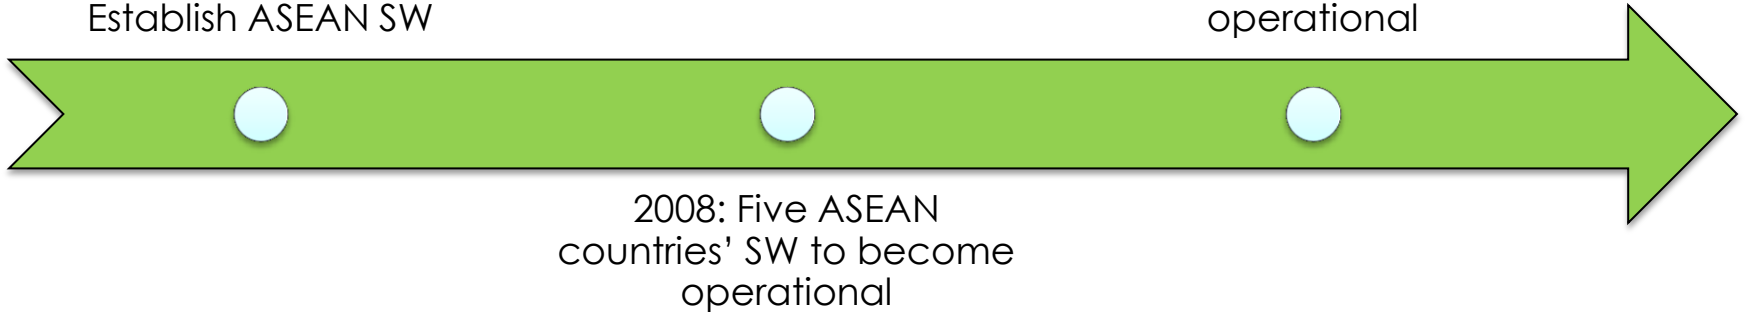 Establish ASEAN SW
operational
2008: Five ASEAN
countries’ SW to become
operational